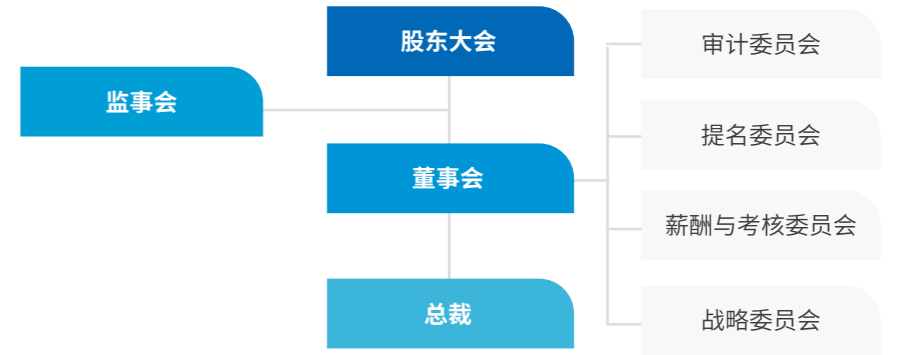 股东大会
监事会
董事会
总裁
审计委员会
提名委员会
薪酬与考核委员会
战略委员会